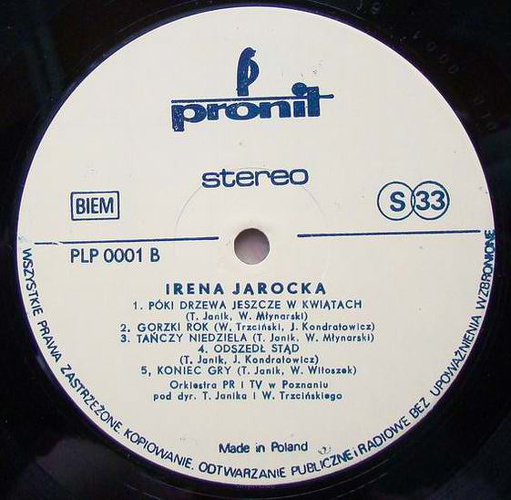 pronit
stereo
BIEM
S 33
PLP 0001 B
IRENA JAROCKA
1. PÓKI DRZEWA JESZCZE W KWIĄTACH
(T. Janik, W. Młynarski)
2. GORZKI ROK (W. Trzciński, J. Kondratowicz)
3. TAŃCZY NIEDZIELA (T. Janik, W. Młynarski)
4. ODSZEDŁ STĄD
(T. Janik, J. Kondratowicz)
5, KONIEC GRY (T. Janik, W. Witoszek)
Orkiestra PR i TV w Poznaniu
pod dyr. T. Janika i W. Trzcińskiego
Made in Poland
WSZYSTKIE PRAWA ZASTRZEŻONE. KOPIOWANIE, ODTWARZANIE PUBLICZNE i RADIOWE BEZ UPOWAŻNIENIA WZBRONIONE